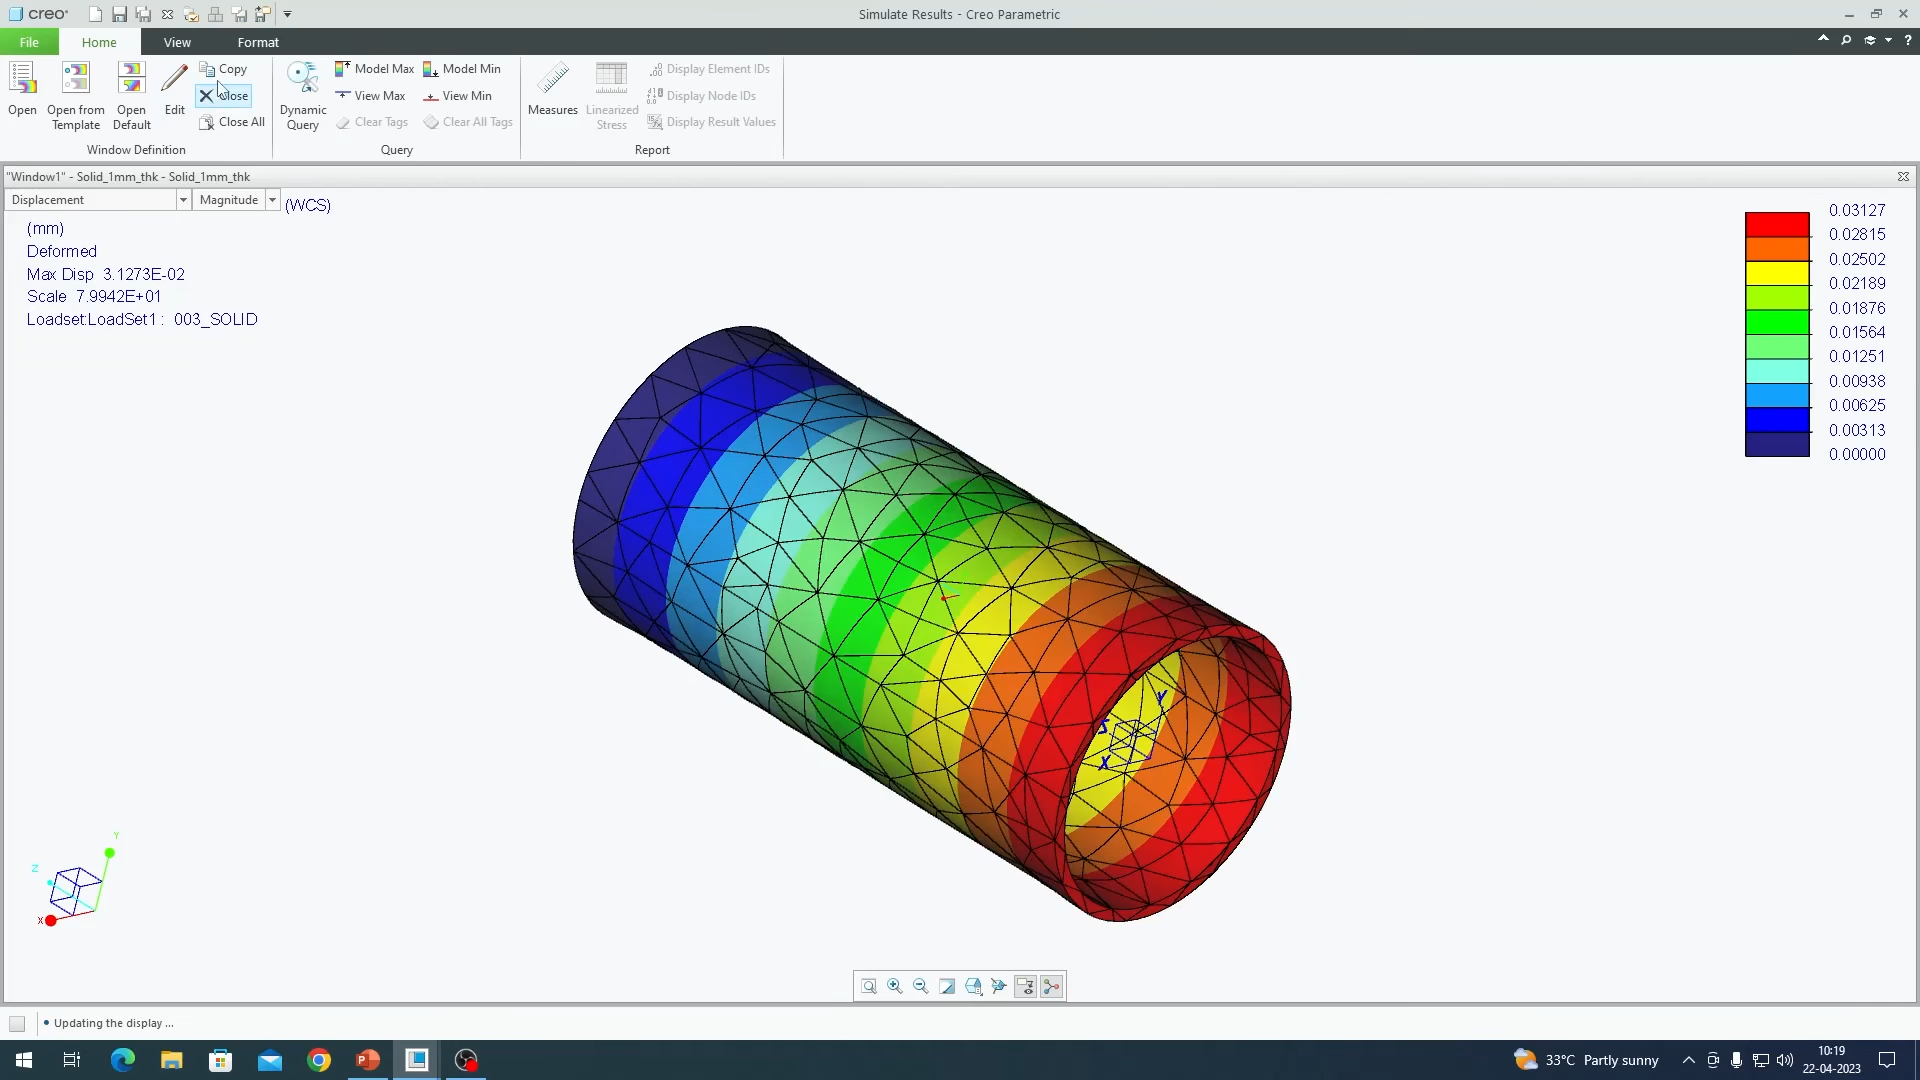 creo
Simulate Results - Creo Parametric
File
Home
View
Format
Copy
Close
Close All
Open
Open from
Template
Open
Default
Edit
Window Definition
Dynamic
Query
Model Max
Model Min
View Max
View Min
Clear Tags
Clear All Tags
Query
Measures
Linearized
Stress
Display Element IDs
Display Node IDs
Display Result Values
Report
"Window1" - Solid_1mm_thk - Solid_1mm_thk
Displacement
Magnitude
(WCS)
(mm)
Deformed
Max Disp 3.1273E-02
Scale 7.9942E+01
Loadset:LoadSet1 : 003_SOLID
0.03127
0.02815
0.02502
0.02189
0.01876
0.01564
0.01251
0.00938
0.00625
0.00313
0.00000
Y
X
Y
Z
X
Updating the display ...
33°C Partly sunny
10:19
22-04-2023